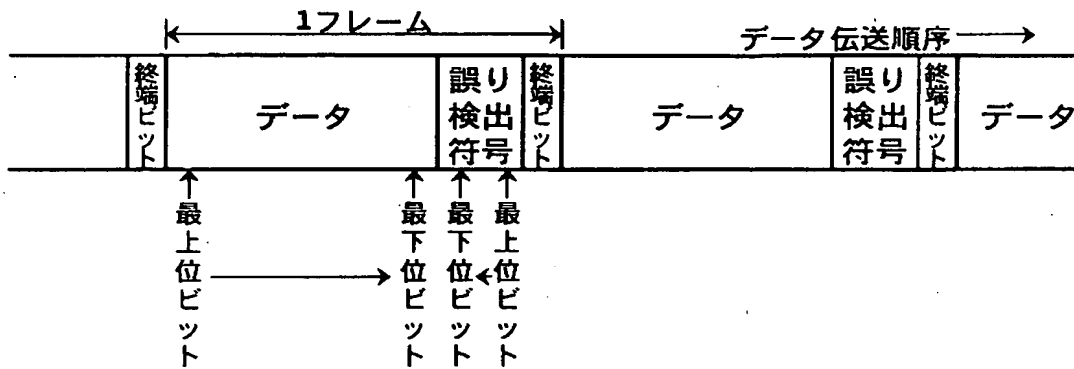 1フレーム
データ伝送順序
終端ビット
データ
誤り
検出
符号
終端ビット
データ
誤り
検出
符号
終端ビット
データ
最上位ビット
最下位ビット
最下位ビット
最上位ビット